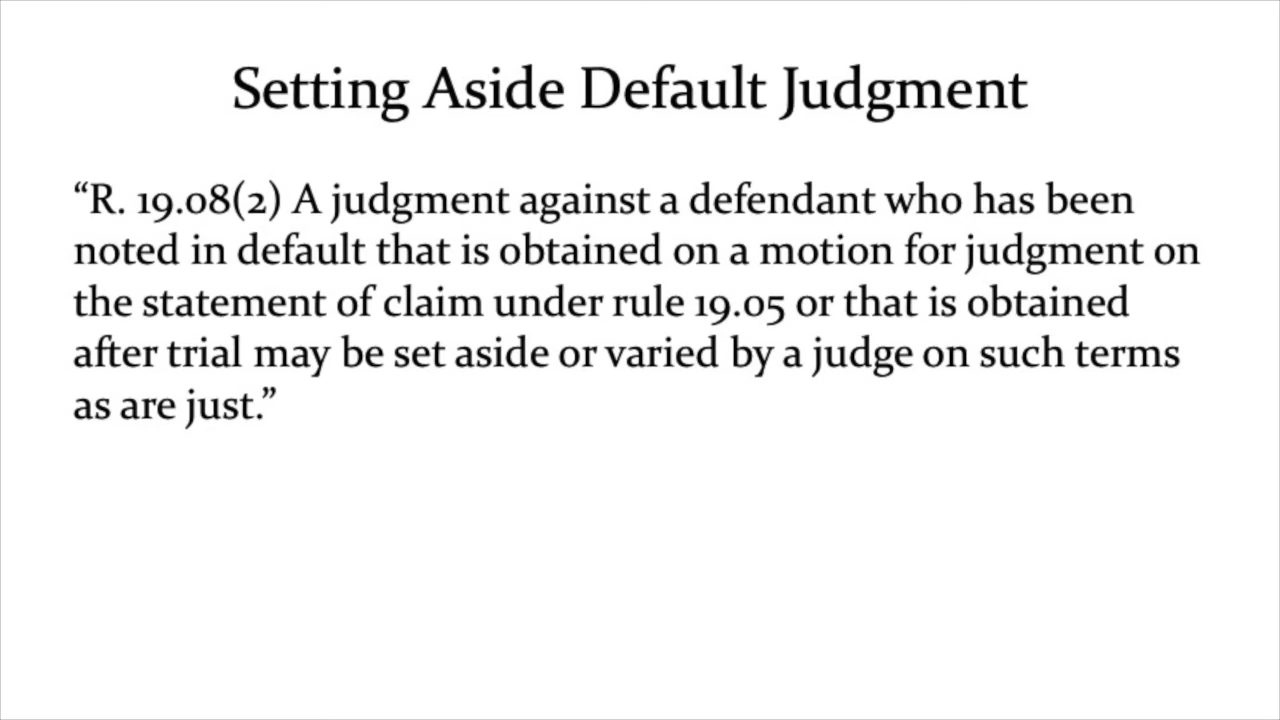 Setting Aside Default Judgment
“R. 19.08(2) A judgment against a defendant who has been
noted in default that is obtained on a motion for judgment on
the statement of claim under rule 19.05 or that is obtained
after trial may be set aside or varied by a judge on such terms
as are just.”